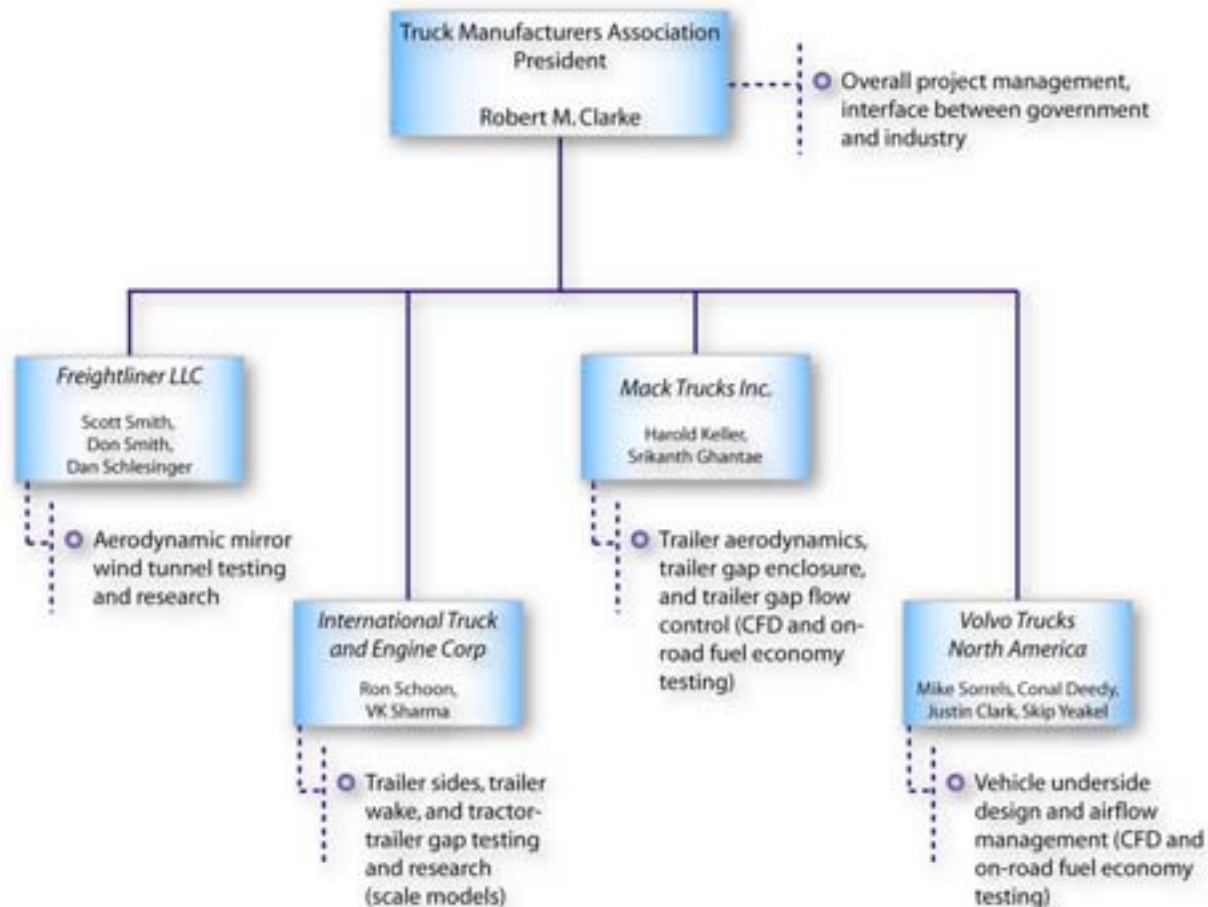 Truck Manufacturers Association
President
Robert M. Clarke
Overall project management,
interface between government
and industry
Freightliner LLC
Scott Smith,
Don Smith,
Dan Schlesinger
Aerodynamic mirror
wind tunnel testing
and research
International Truck
and Engine Corp
Ron Schoon,
VK Sharma
Trailer sides, trailer
wake, and tractor-
trailer gap testing
and research
(scale models)
Mack Trucks Inc.
Harold Keller,
Srikanth Ghantae
Trailer aerodynamics,
trailer gap enclosure,
and trailer gap flow
control (CFD and on-
road fuel economy
testing)
Volvo Trucks
North America
Mike Sorrels, Conal Deedy,
Justin Clark, Skip Yeakel
Vehicle underside
design and airflow
management (CFD and
on-road fuel economy
testing)